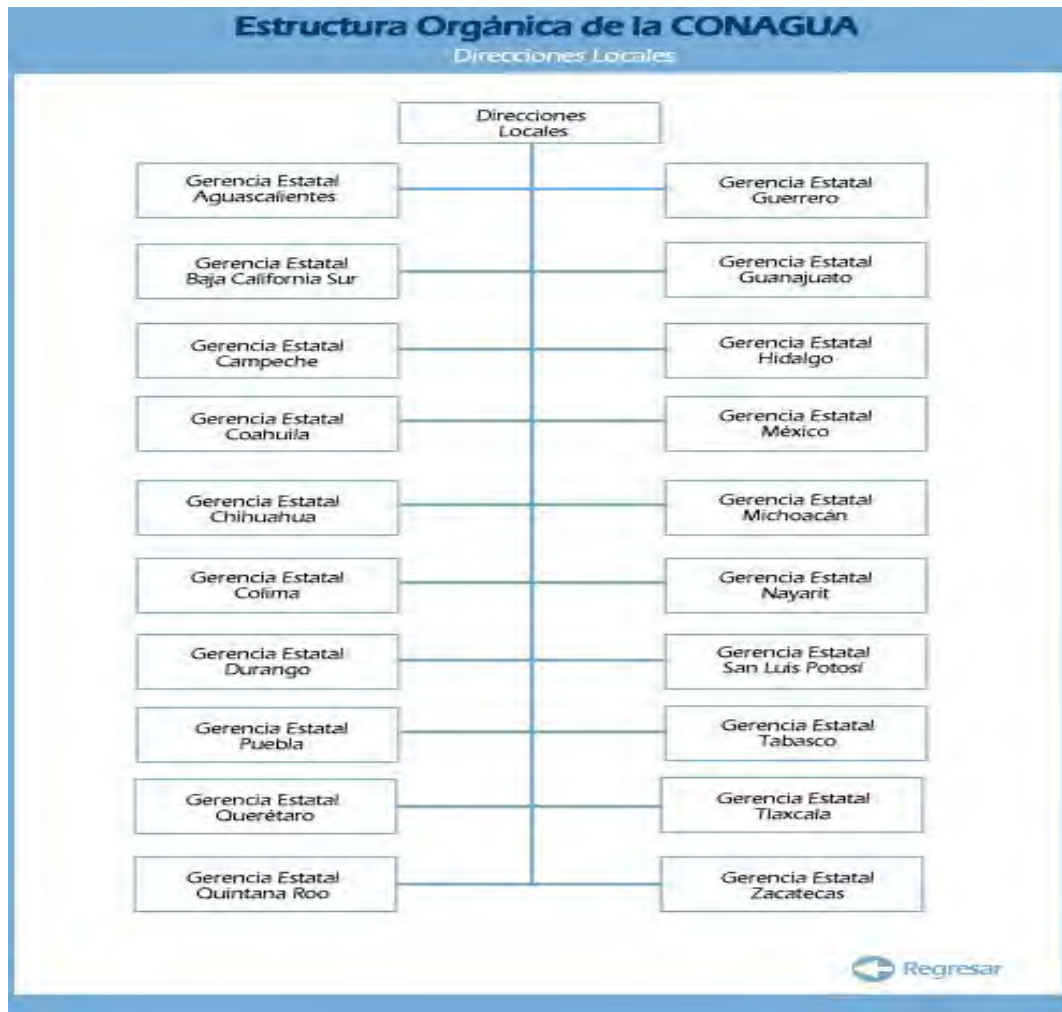 Estructura Orgánica de la CONAGUA
Direcciones Locales
Direcciones
Locales
Gerencia Estatal
Aguascalientes
Gerencia Estatal
Guerrero
Gerencia Estatal
Baja California Sur
Gerencia Estatal
Guanajuato
Gerencia Estatal
Campeche
Gerencia Estatal
Hidalgo
Gerencia Estatal
Coahuila
Gerencia Estatal
México
Gerencia Estatal
Chihuahua
Gerencia Estatal
Michoacán
Gerencia Estatal
Colima
Gerencia Estatal
Nayarit
Gerencia Estatal
Durango
Gerencia Estatal
San Luis Potosí
Gerencia Estatal
Puebla
Gerencia Estatal
Tabasco
Gerencia Estatal
Querétaro
Gerencia Estatal
Tlaxcala
Gerencia Estatal
Quintana Roo
Gerencia Estatal
Zacatecas
Regresar